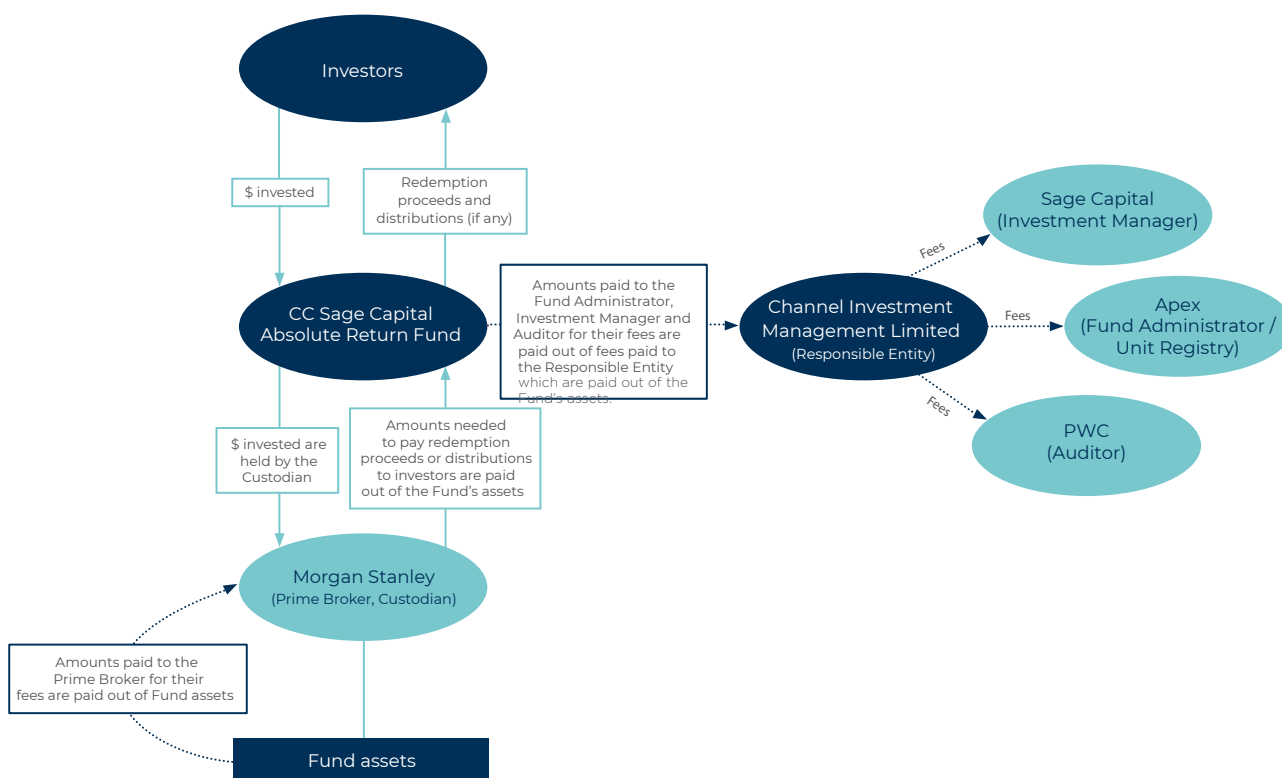 Investors
$ invested
Redemption
proceeds and
distributions (if any)
CC Sage Capital
Absolute Return Fund
Amounts paid to the
Fund Administrator,
Investment Manager and
Auditor for their fees are
paid out of fees paid to
the Responsible Entity
which are paid out of the
Fund's assets.
Channel Investment
Management Limited
(Responsible Entity)
Fees
Sage Capital
(Investment Manager)
Fees
Apex
(Fund Administrator /
Unit Registry)
Fees
PWC
(Auditor)
$ invested are
held by the
Custodian
Amounts needed
to pay redemption
proceeds or distributions
to investors are paid
out of the Fund’s assets
Morgan Stanley
(Prime Broker, Custodian)
Amounts paid to the
Prime Broker for their
fees are paid out of Fund assets
Fund assets